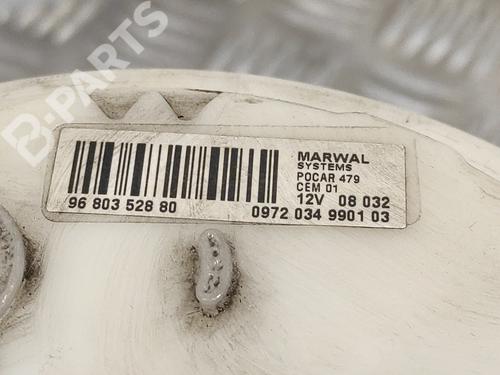 B-PARTS
MARWAL
SYSTEMS
POCAR 479
CEM 01
12V 08 032
96 803 528 80
0972 034 9901 03